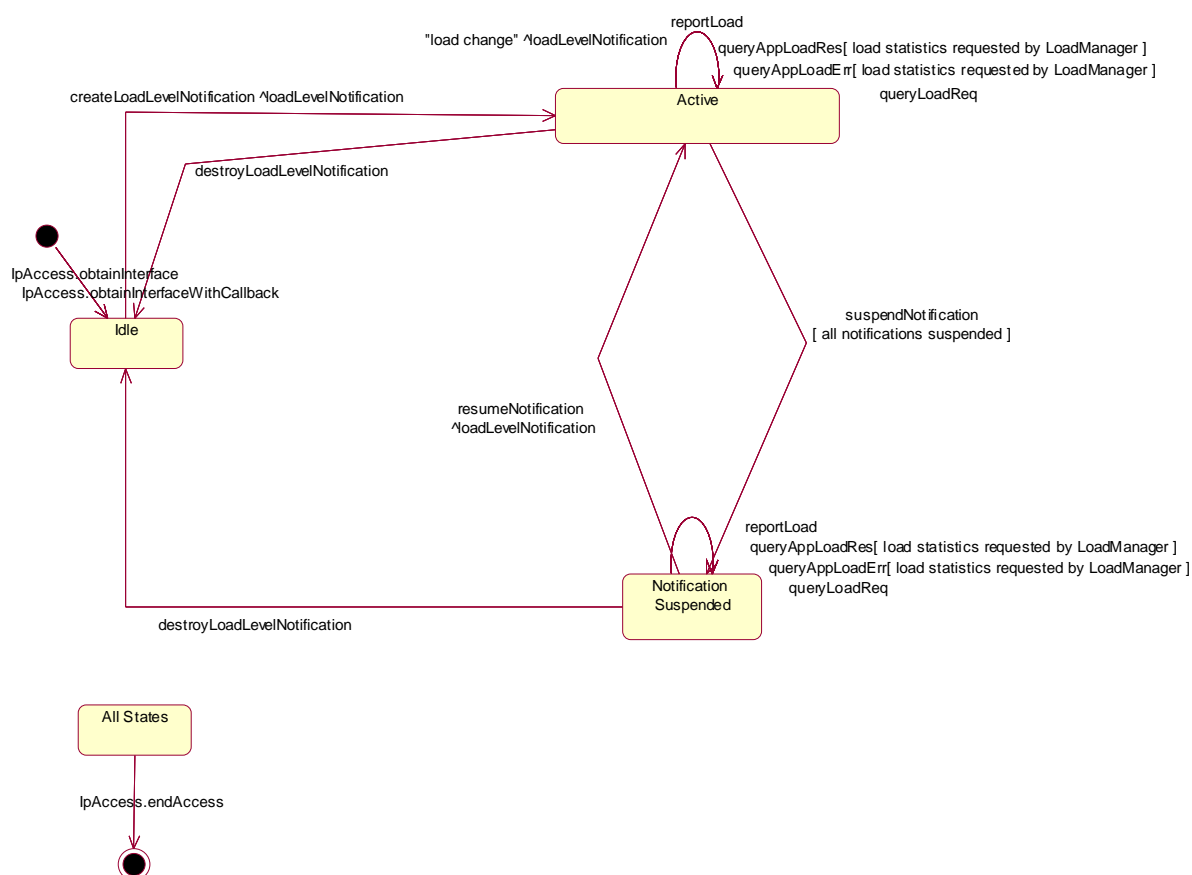 reportLoad
"load change" ^loadLevelNotification
queryAppLoadRes[ load statistics requested by LoadManager ]
queryAppLoadErr[ load statistics requested by LoadManager ]
queryLoadReq
createLoadLevelNotification ^loadLevelNotification
Active
destroyLoadLevelNotification
IpAccess.obtainInterface
IpAccess.obtainInterfaceWithCallback
Idle
suspendNotification
[ all notifications suspended ]
resumeNotification
^loadLevelNotification
reportLoad
queryAppLoadRes[ load statistics requested by LoadManager ]
queryAppLoadErr[ load statistics requested by LoadManager ]
queryLoadReq
Notification
Suspended
destroyLoadLevelNotification
All States
IpAccess.endAccess